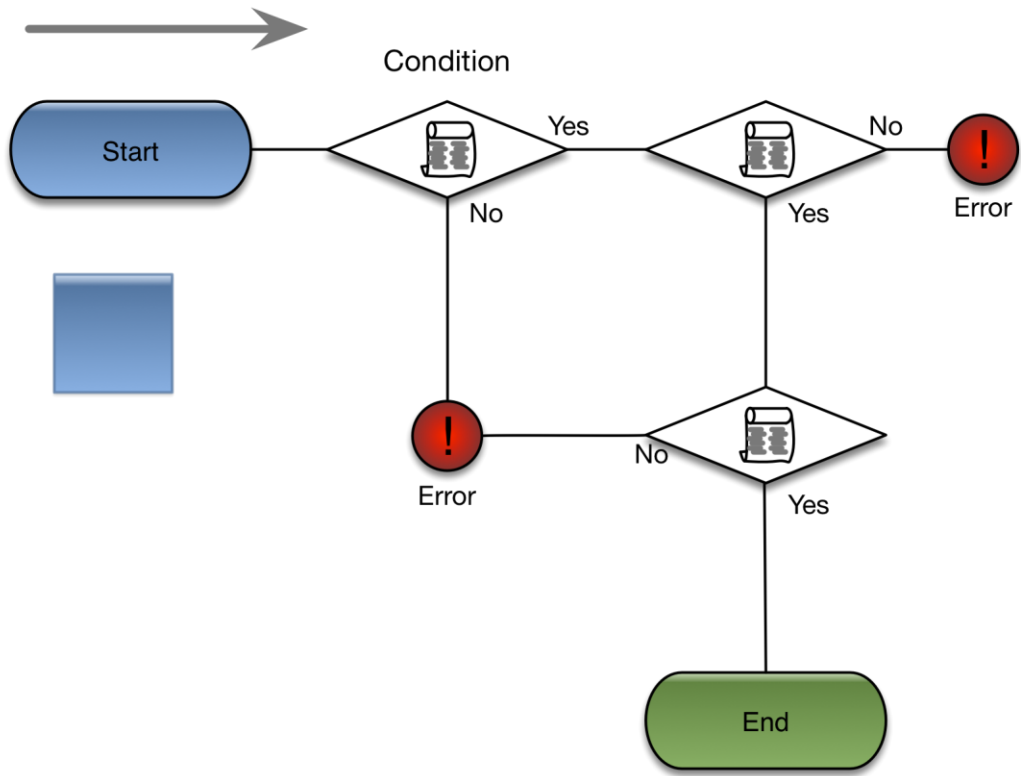 Condition
Start
Yes
No
!
Error
No
Yes
!
Error
No
Yes
End